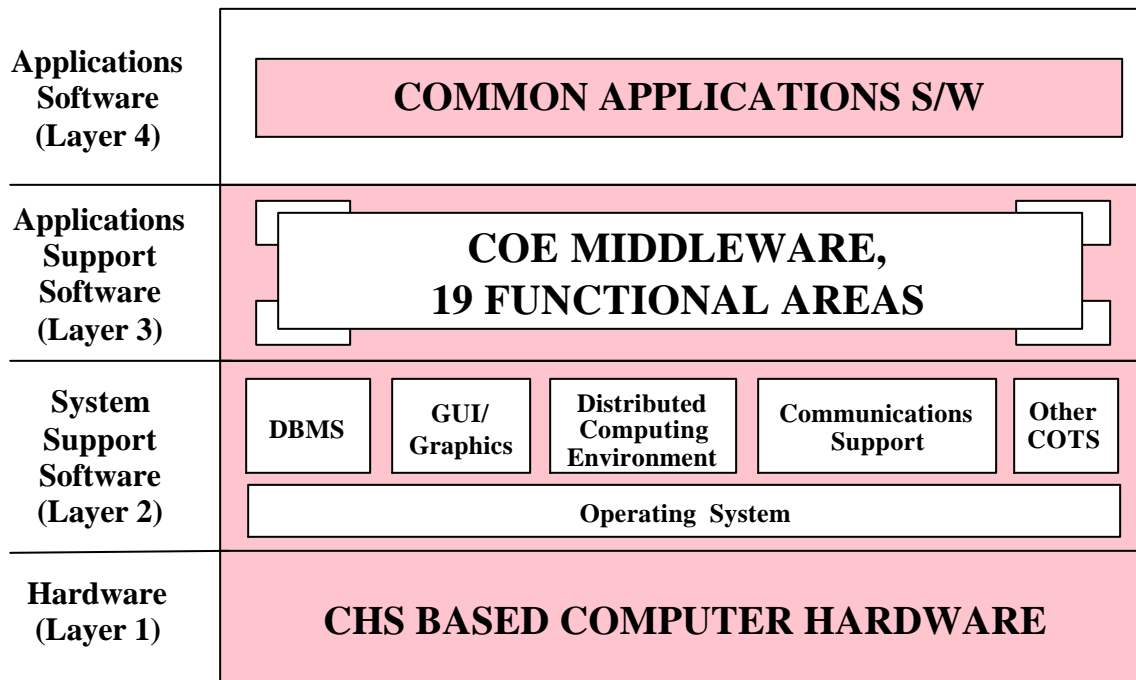 Applications
Software
(Layer 4)
COMMON APPLICATIONS S/W
Applications
Support
Software
(Layer 3)
COE MIDDLEWARE,
19 FUNCTIONAL AREAS
System
Support
Software
(Layer 2)
DBMS
GUI/
Graphics
Distributed
Computing
Environment
Communications
Support
Other
COTS
Operating System
Hardware
(Layer 1)
CHS BASED COMPUTER HARDWARE